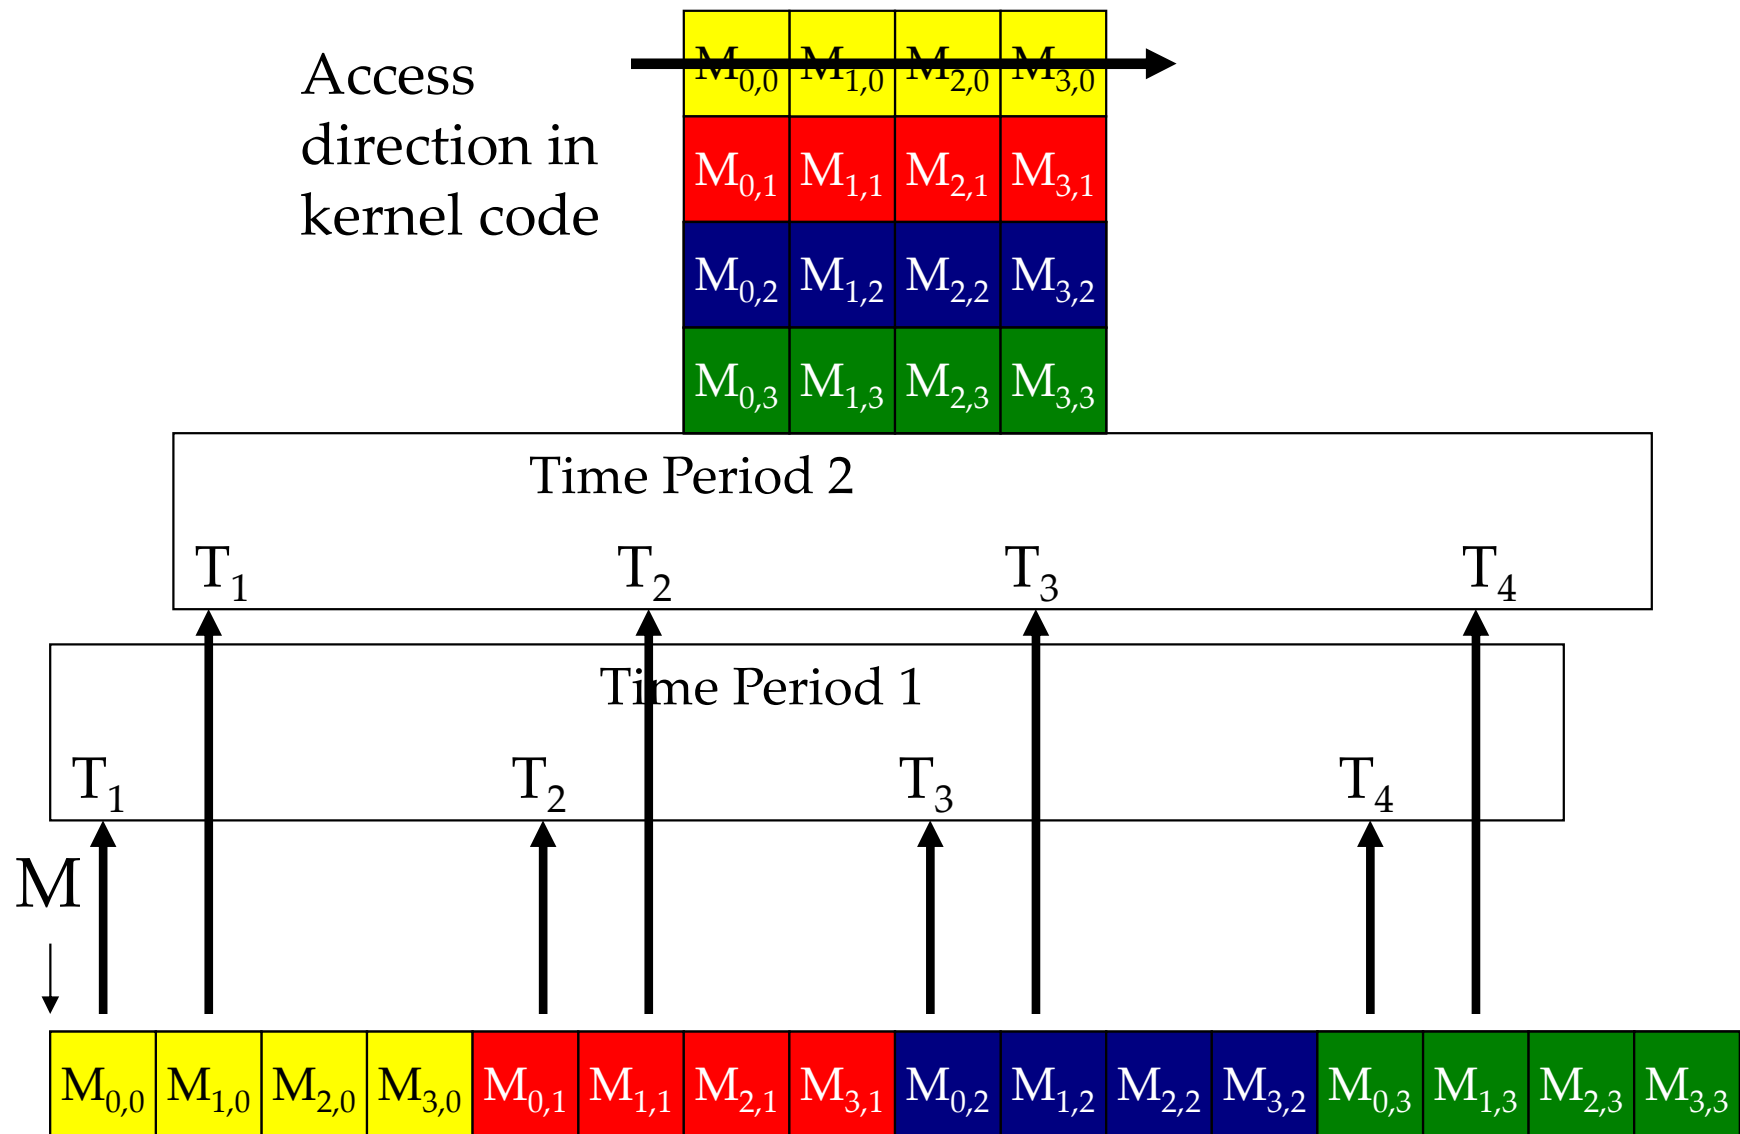 Access
direction in
kernel code
M0,0 M1,0 M2,0 M3,0
M0,1 M1,1 M2,1 M3,1
M0,2 M1,2 M2,2 M3,2
M0,3 M1,3 M2,3 M3,3
Time Period 2
T1 T2 T3 T4
Time Period 1
T1 T2 T3 T4
M
M0,0 M1,0 M2,0 M3,0 M0,1 M1,1 M2,1 M3,1 M0,2 M1,2 M2,2 M3,2 M0,3 M1,3 M2,3 M3,3